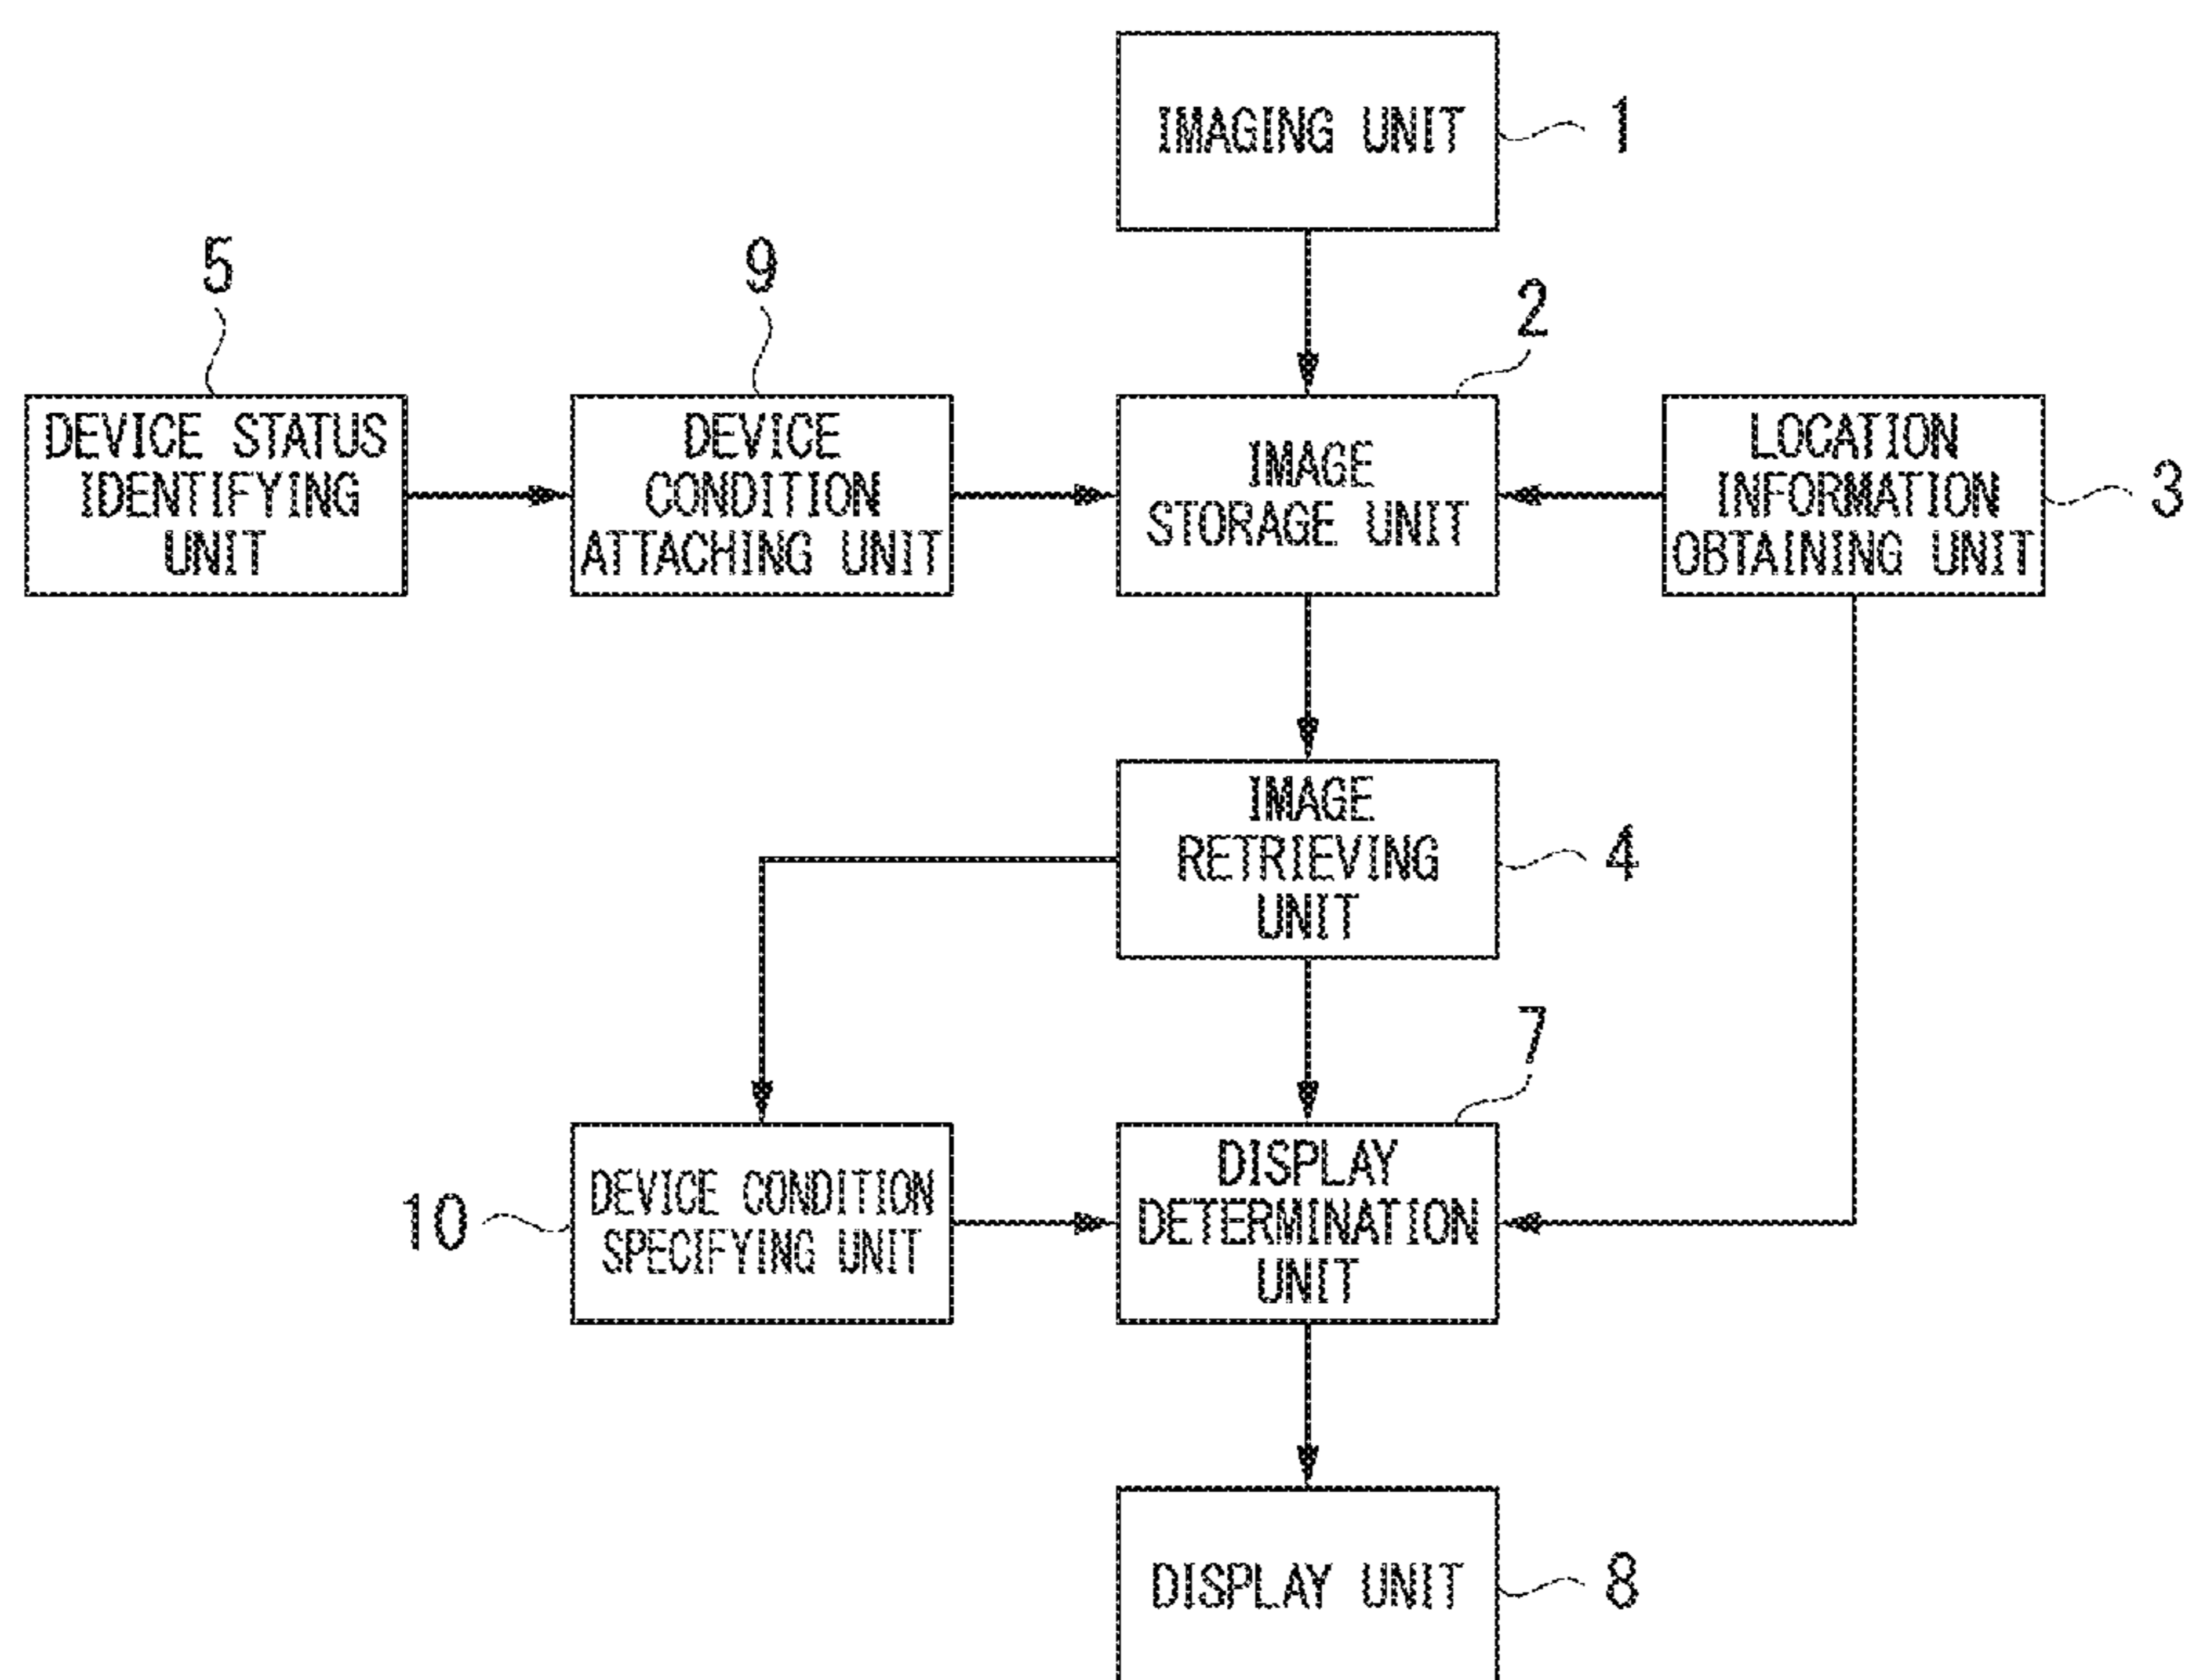 IMAGING UNIT
1
5
9
2
DEVICE STATUS
IDENTIFYING
UNIT
DEVICE
CONDITION
ATTACHING UNIT
IMAGE
STORAGE UNIT
LOCATION
INFORMATION
OBTAINING UNIT
3
IMAGE
RETRIEVING
UNIT
4
7
10
DEVICE CONDITION
SPECIFYING UNIT
DISPLAY
DETERMINATION
UNIT
DISPLAY UNIT
8